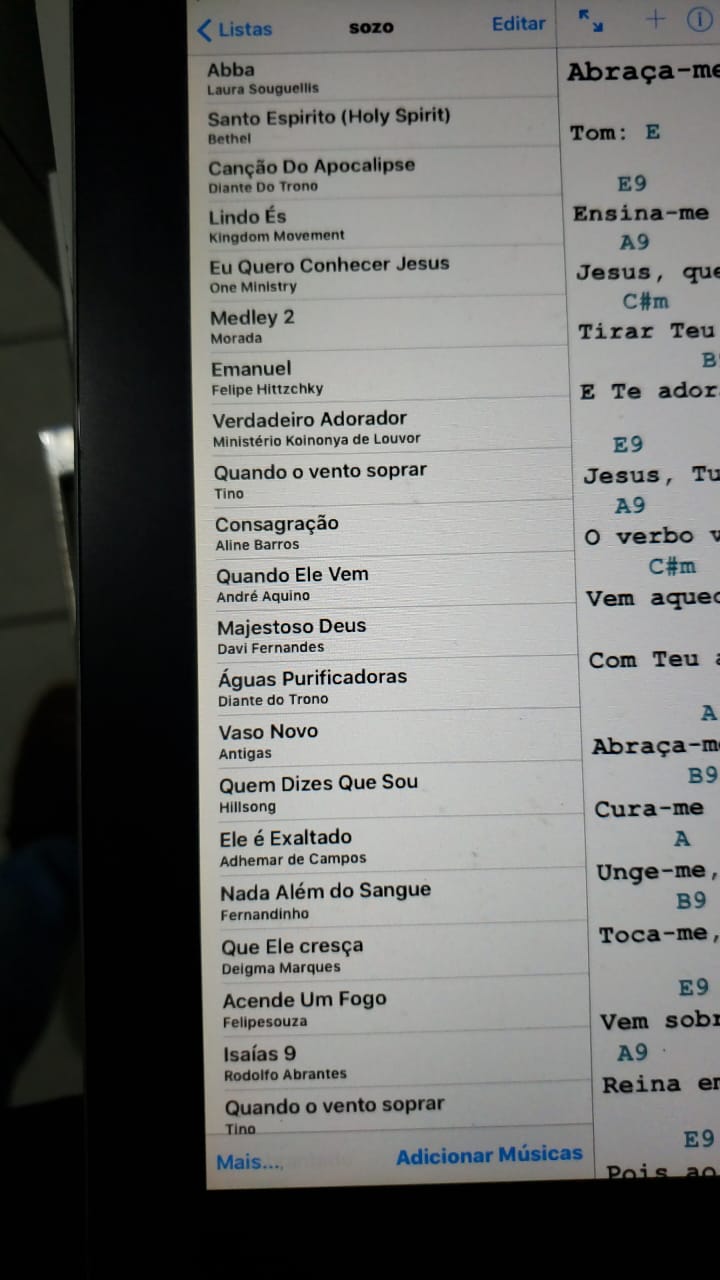 Listas
sozo
Editar
Abba
Laura Souguellis
Santo Espirito (Holy Spirit)
Bethel
Canção Do Apocalipse
Diante Do Trono
Lindo És
Kingdom Movement
Eu Quero Conhecer Jesus
One Ministry
Medley 2
Morada
Emanuel
Felipe Hittzchky
Verdadeiro Adorador
Ministério Koinonya de Louvor
Quando o vento soprar
Tino
Consagração
Aline Barros
Quando Ele Vem
André Aquino
Majestoso Deus
Davi Fernandes
Águas Purificadoras
Diante do Trono
Vaso Novo
Antigas
Quem Dizes Que Sou
Hillsong
Ele é Exaltado
Adhemar de Campos
Nada Além do Sangue
Fernandinho
Que Ele cresça
Deigma Marques
Acende Um Fogo
Felipesouza
Isaías 9
Rodolfo Abrantes
Quando o vento soprar
Tino
Mais...
Adicionar Músicas
Abraça-me
Tom: E
E9
Ensina-me
A9
Jesus, que
C#m
Tirar Teu
B9
E Te ador
E9
Jesus, Tu
A9
O verbo v
C#m
Vem aquec
Com Teu a
A
Abraça-me
B9
Cura-me
A
Unge-me,
B9
Toca-me,
E9
Vem sobr
A9
Reina em
E9
Pois ao